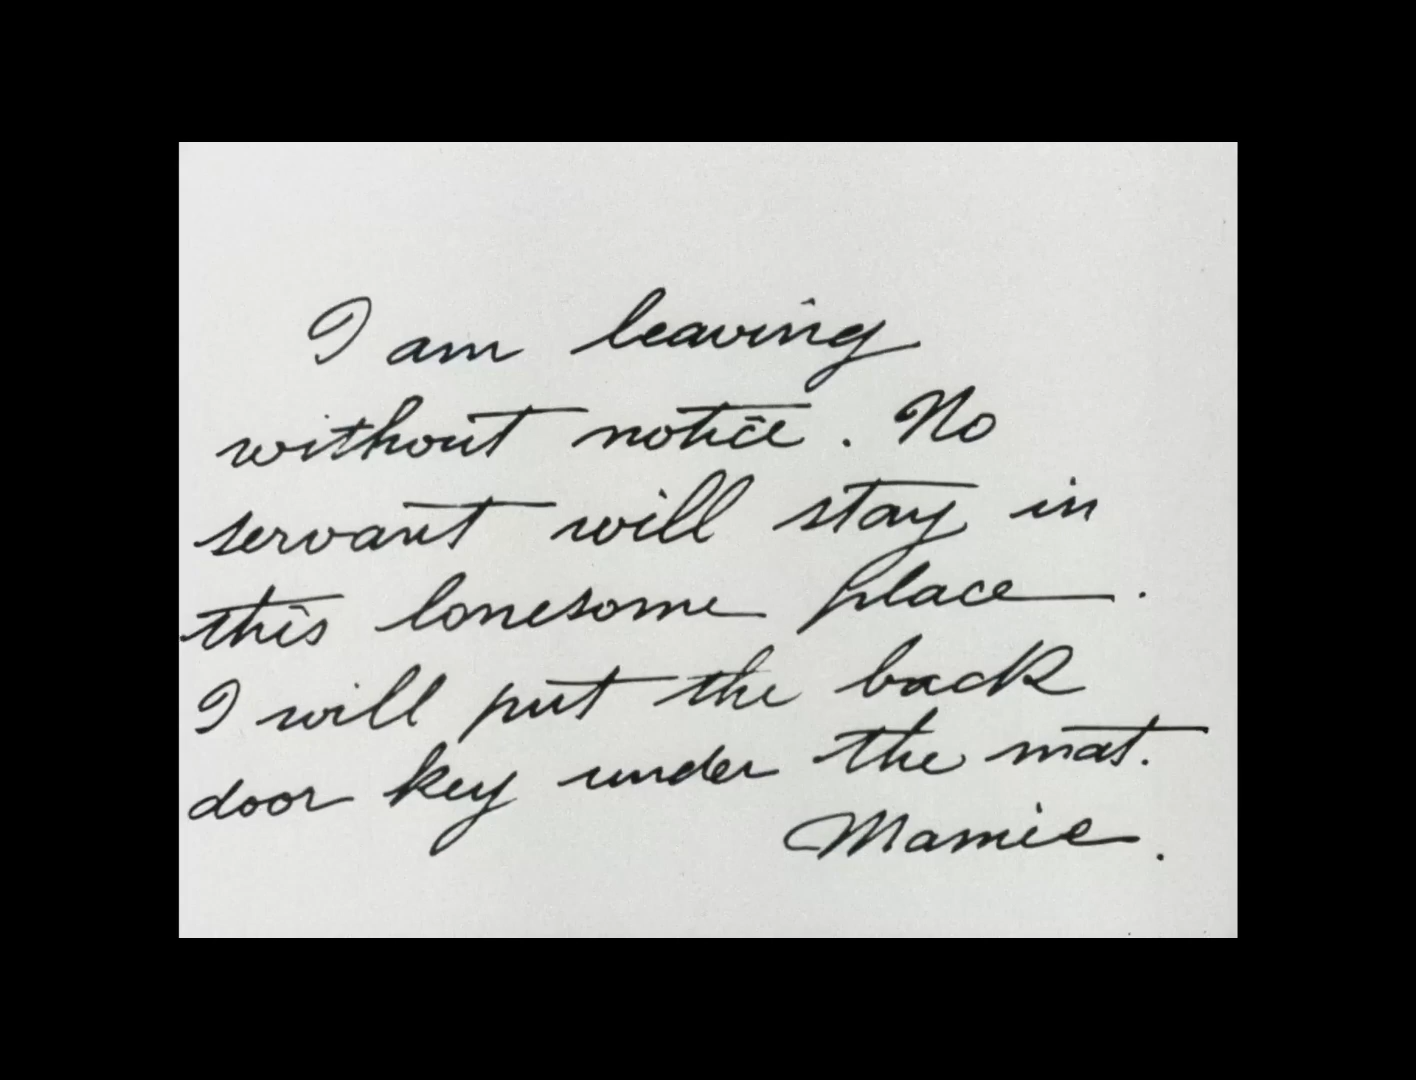 I am leaving
without notice. No
servant will stay in
this lonesome place.
I will put the back
door key under the mat.
Mamie.